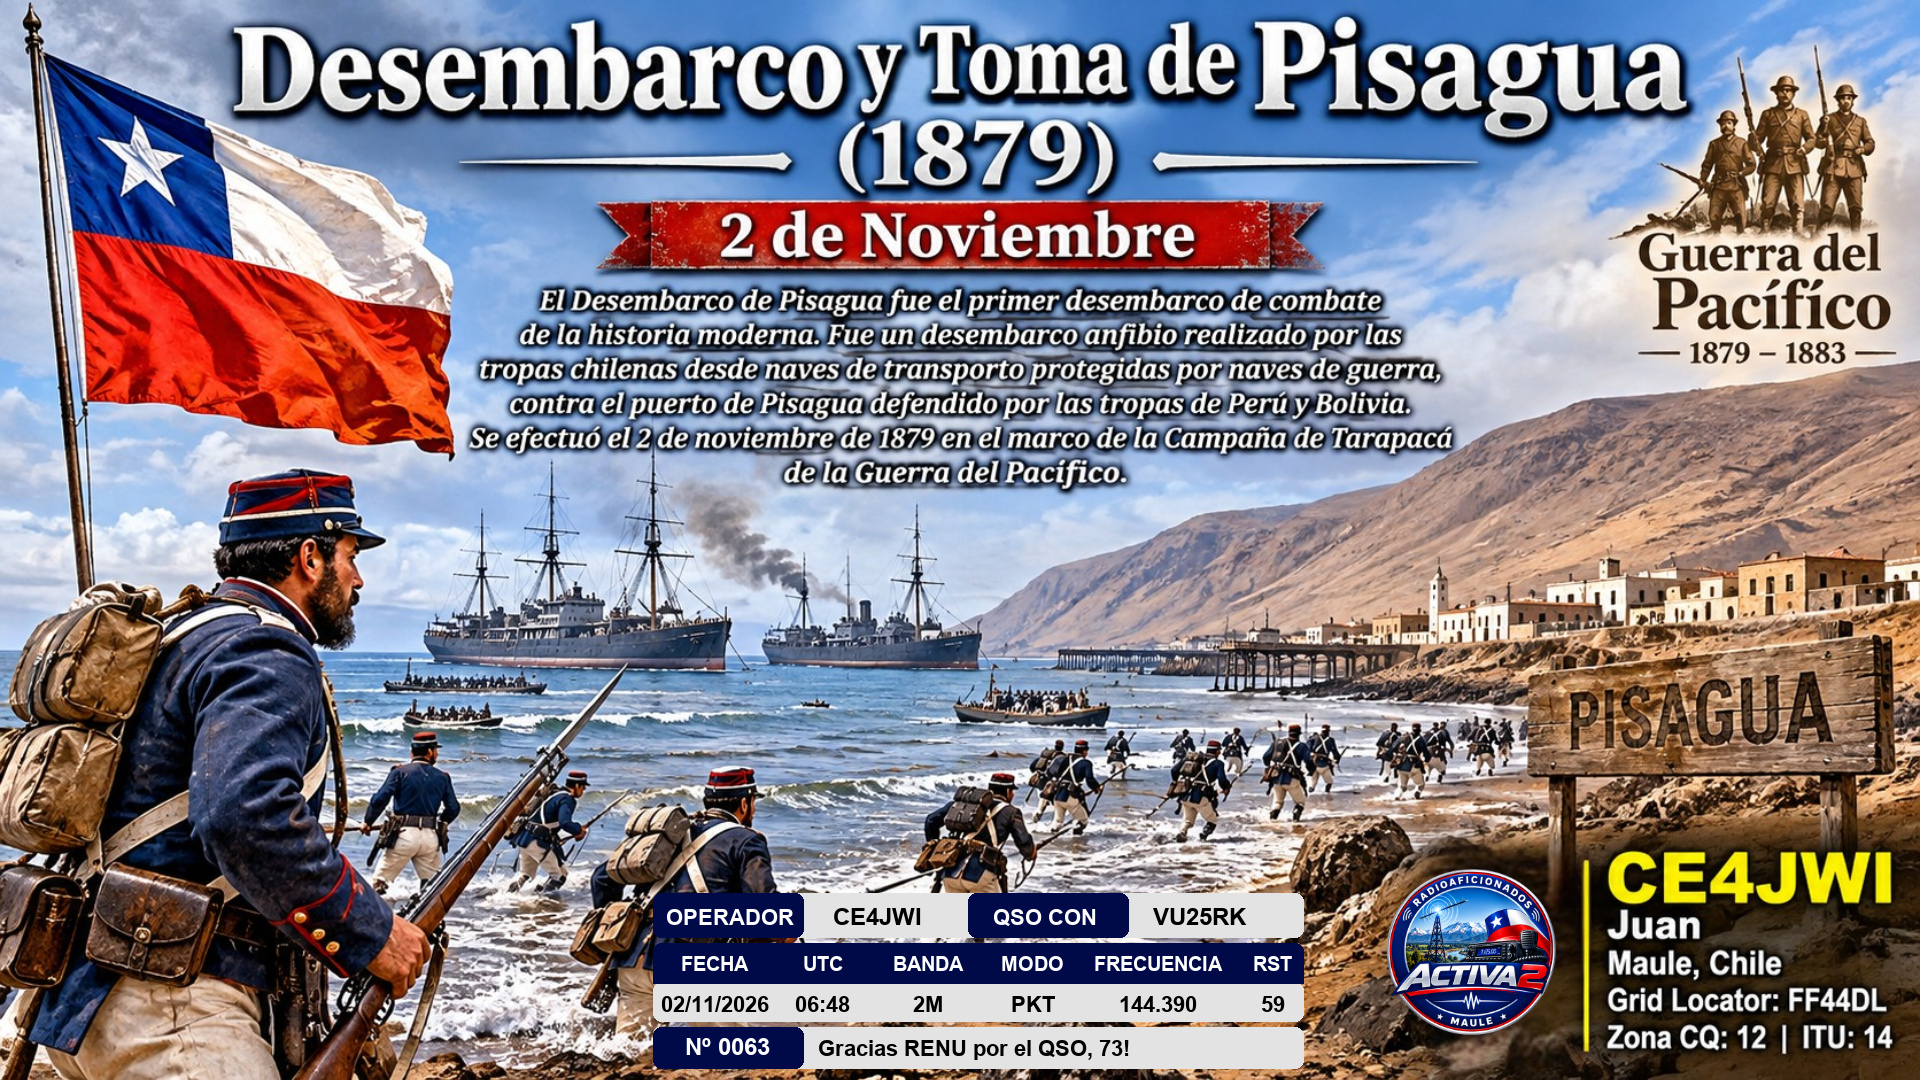 Desembarco y Toma de Pisagua
(1879)
2 de Noviembre
El Desembarco de Pisagua fue el primer desembarco de combate
de la historia moderna. Fue un desembarco anfibio realizado por las
tropas chilenas desde naves de transporto protegidas por naves de guerra,
contra el puerto de Pisagua defendido por las tropas de Perú y Bolivia.
Se efectuó el 2 de noviembre de 1879 en el marco de la Campaña de Tarapacá
de la Guerra del Pacífico.
Guerra del
Pacífico
1879 – 1883
PISAGUA
OPERADOR CE4JWI QSO CON VU25RK
FECHA UTC BANDA MODO FRECUENCIA RST
02/11/2026 06:48 2M PKT 144.390 59
Nº 0063 Gracias RENU por el QSO, 73!
RADIOAFICIONADOS
ACTIVA2
MAULE
CE4JWI
Juan
Maule, Chile
Grid Locator: FF44DL
Zona CQ: 12 | ITU: 14